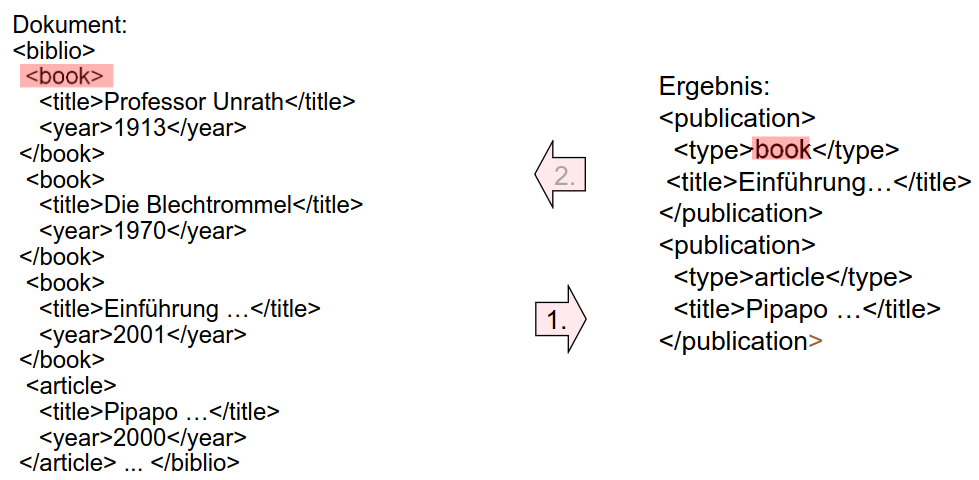 Dokument:
<biblio>
<book>
<title>Professor Unrath</title>
<year>1913</year>
</book>
<book>
<title>Die Blechtrommel</title>
<year>1970</year>
</book>
<book>
<title>Einführung …</title>
<year>2001</year>
</book>
<article>
<title>Pipapo …</title>
<year>2000</year>
</article> ... </biblio>
2.
1.
Ergebnis:
<publication>
<type>book</type>
<title>Einführung…</title>
</publication>
<publication>
<type>article</type>
<title>Pipapo …</title>
</publication>